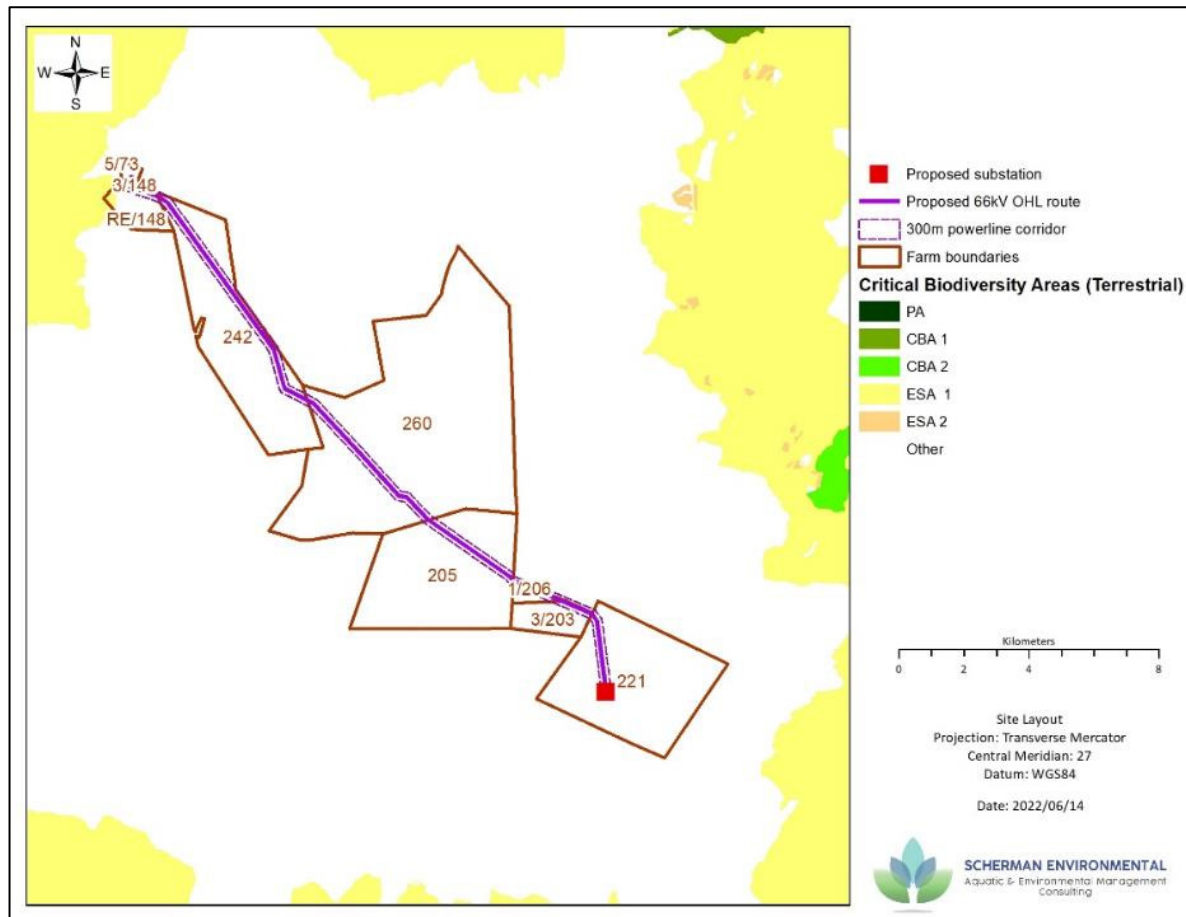 N
W E
S
5/73
3/148
RE/148
242
260
205
1/206
3/203
221
Proposed substation
Proposed 66kV OHL route
300m powerline corridor
Farm boundaries
Critical Biodiversity Areas (Terrestrial)
PA
CBA 1
CBA 2
ESA 1
ESA 2
Other
Kilometers
0 2 4 6 8
Site Layout
Projection: Transverse Mercator
Central Meridian: 27
Datum: WGS84
Date: 2022/06/14
SCHERMAN ENVIRONMENTAL
Aquatic & Environmental Management
Consulting